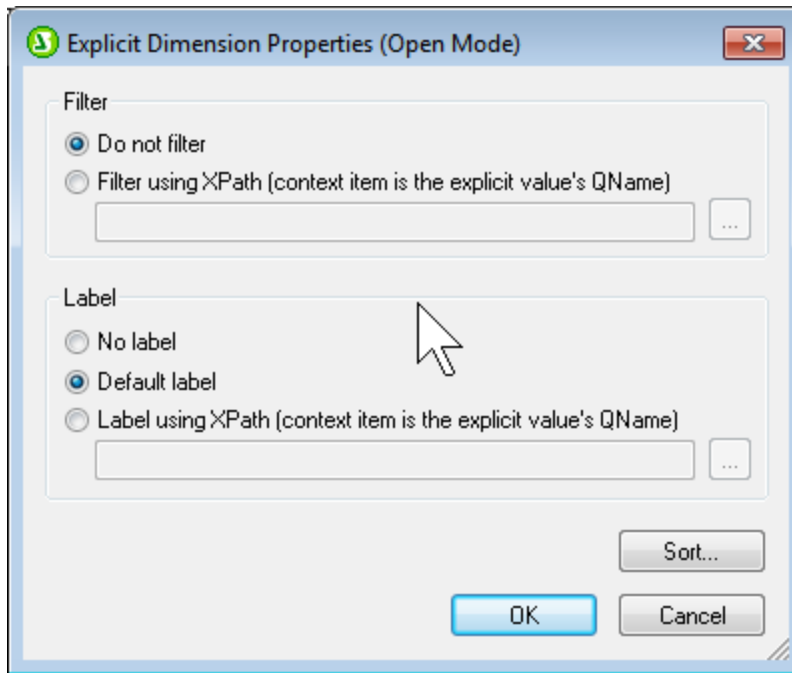 Explicit Dimension Properties (Open Mode)
Filter
Do not filter
Filter using XPath (context item is the explicit value's QName)
...
Label
No label
Default label
Label using XPath (context item is the explicit value's QName)
...
Sort...
OK Cancel